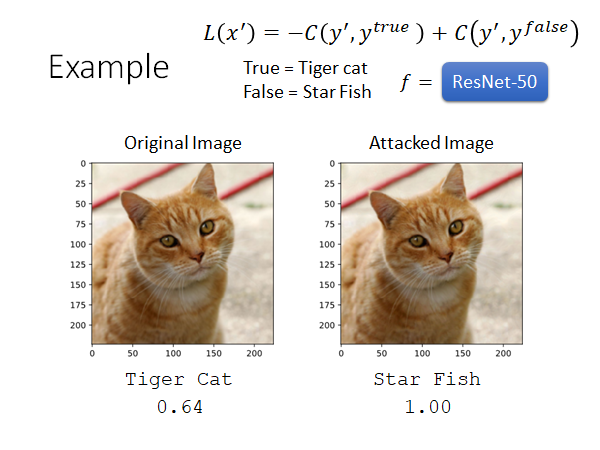 L(x′) = −C(y′, y^true) + C(y′, y^false)
Example
True = Tiger cat
False = Star Fish
f = ResNet-50
Original Image Attacked Image
0 0
25 25
50 50
75 75
100 100
125 125
150 150
175 175
200 200
0 50 100 150 200 0 50 100 150 200
Tiger Cat Star Fish
0.64 1.00